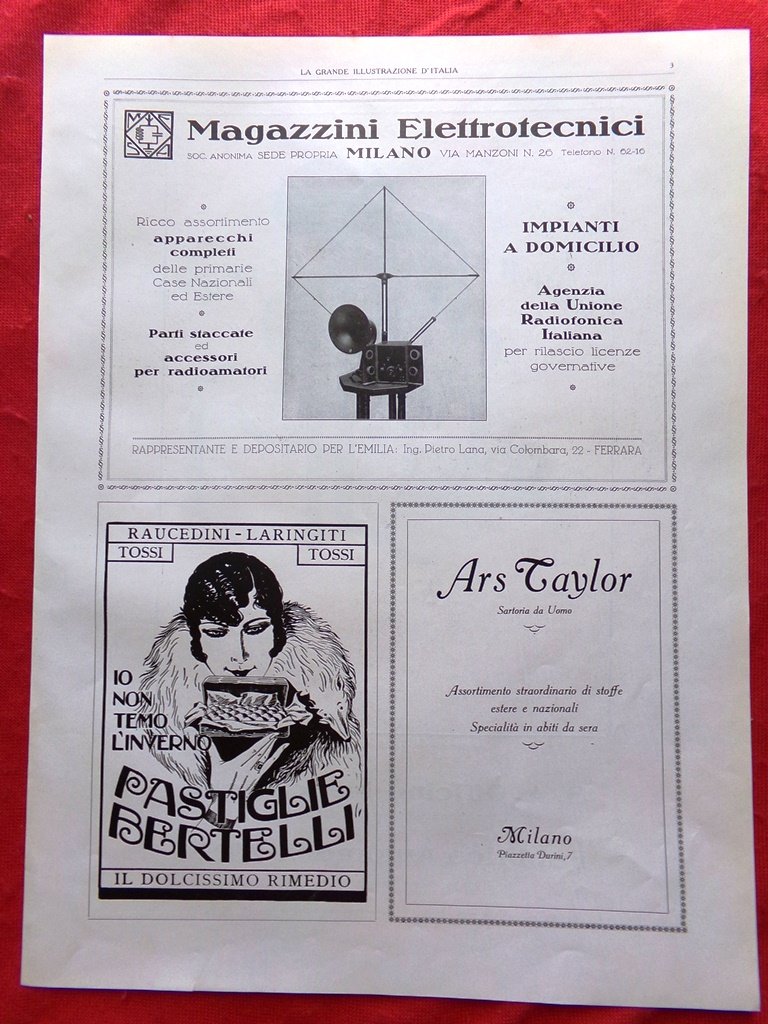 LA GRANDE ILLUSTRAZIONE D'ITALIA
3
Magazzini Elettrotecnici
SOC. ANONIMA SEDE PROPRIA MILANO VIA MANZONI N. 26 Telefono N. 62-16
Ricco assortimento
apparecchi
completi
delle primarie
Case Nazionali
ed Estere
Parti staccate
ed
accessori
per radioamatori
IMPIANTI
A DOMICILIO
Agenzia
della Unione
Radiofonica
Italiana
per rilascio licenze
governative
RAPPRESENTANTE E DEPOSITARIO PER L'EMILIA: Ing. Pietro Lana, via Colombara, 22 - FERRARA
RAUCEDINI - LARINGITI
TOSSI
TOSSI
IO
NON
TEMO
L'INVERNO
PASTIGLIE
BERTELLI
IL DOLCISSIMO RIMEDIO
Ars Taylor
Sartoria da Uomo
Assortimento straordinario di stoffe
estere e nazionali
Specialità in abiti da sera
Milano
Piazzetta Durini, 7